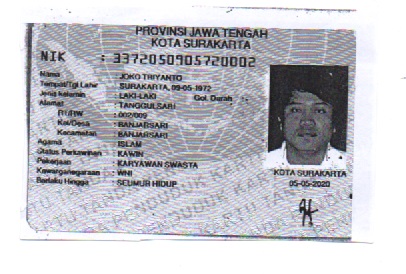 PROVINSI JAWA TENGAH
KOTA SURAKARTA
NIK : 3372050905720002
Nama : JOKO TRIYANTO
Tempat/Tgl Lahir : SURAKARTA, 09-05-1972
Jenis kelamin : LAKI-LAKI Gol. Darah : -
Alamat : TANGGULSARI
RT/RW : 002/009
Kel/Desa : BANJARSARI
Kecamatan : BANJARSARI
Agama : ISLAM
Status Perkawinan : KAWIN
Pekerjaan : KARYAWAN SWASTA
Kewarganegaraan : WNI
Berlaku Hingga : SEUMUR HIDUP
KOTA SURAKARTA
05-05-2020